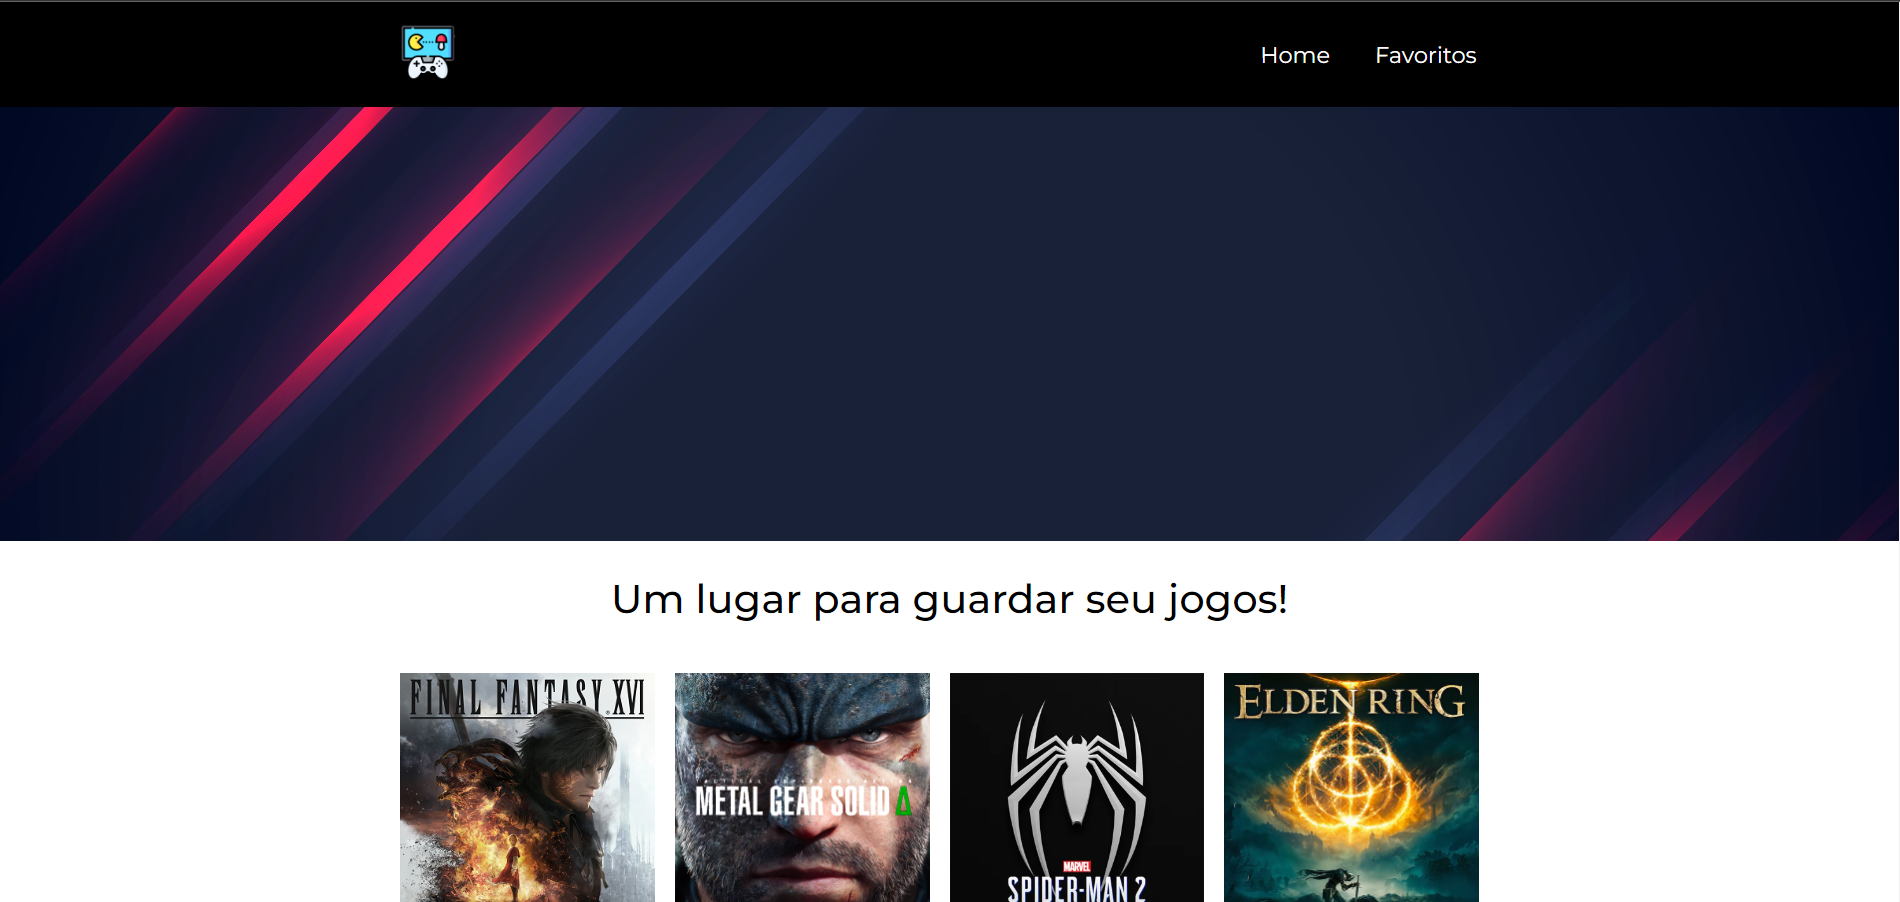 Home Favoritos
Um lugar para guardar seu jogos!
FINAL FANTASY XVI
METAL GEAR SOLID Δ
MARVEL
SPIDER-MAN 2
ELDEN RING